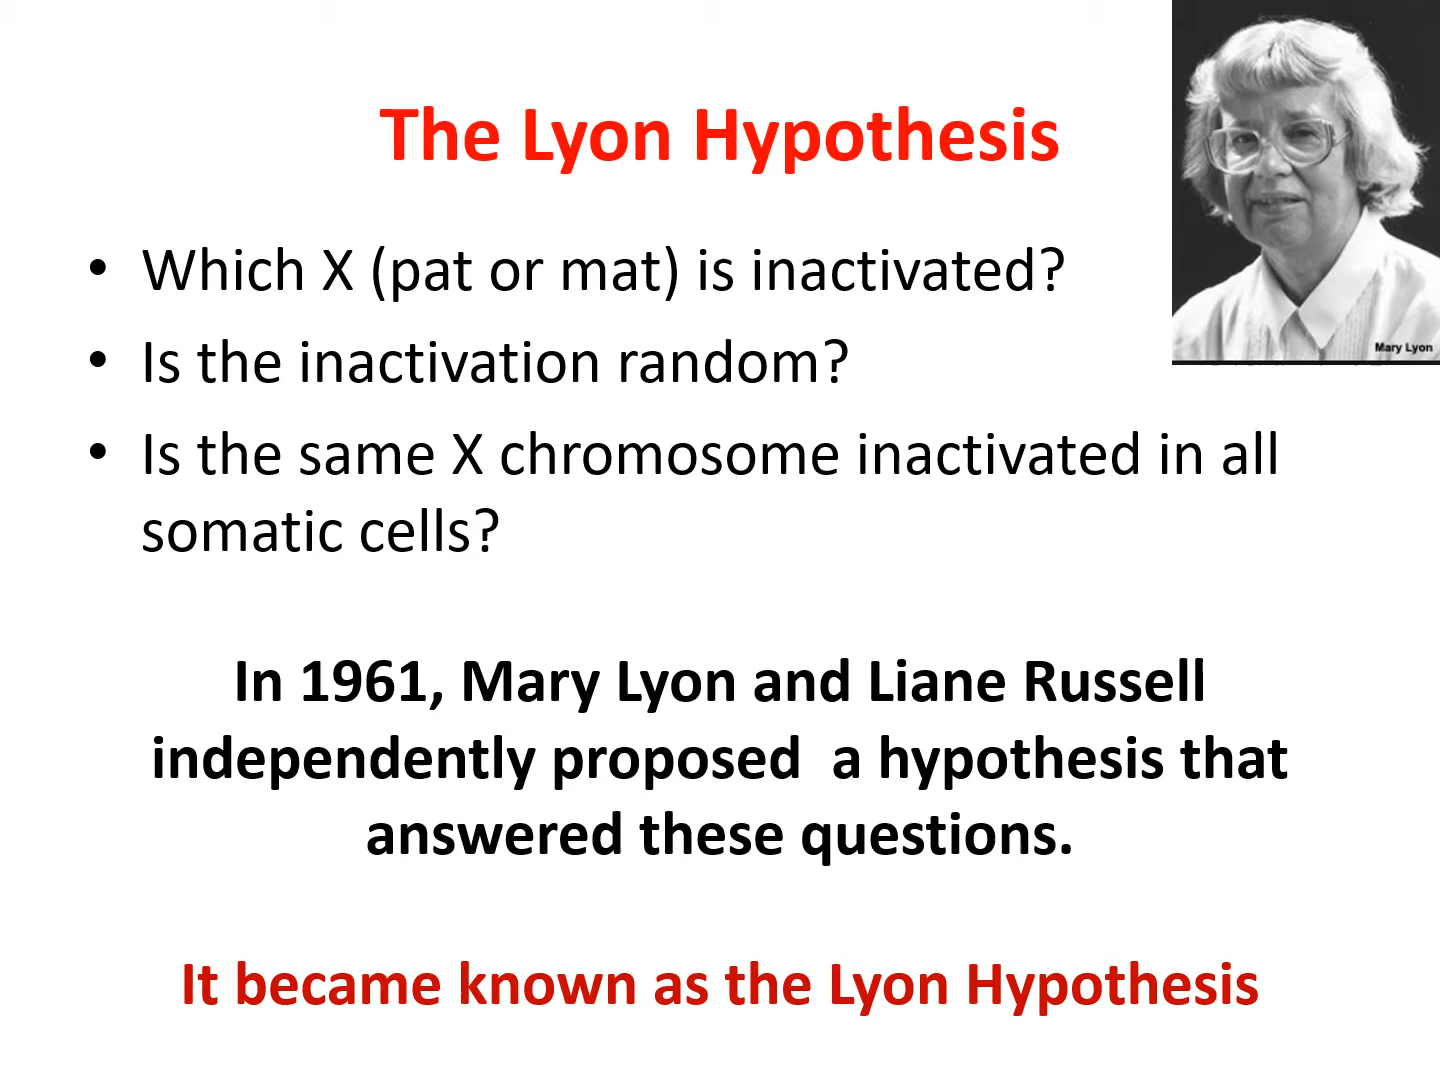 The Lyon Hypothesis
• Which X (pat or mat) is inactivated?
• Is the inactivation random?
• Is the same X chromosome inactivated in all
somatic cells?
Mary Lyon
In 1961, Mary Lyon and Liane Russell
independently proposed  a hypothesis that
answered these questions.
It became known as the Lyon Hypothesis